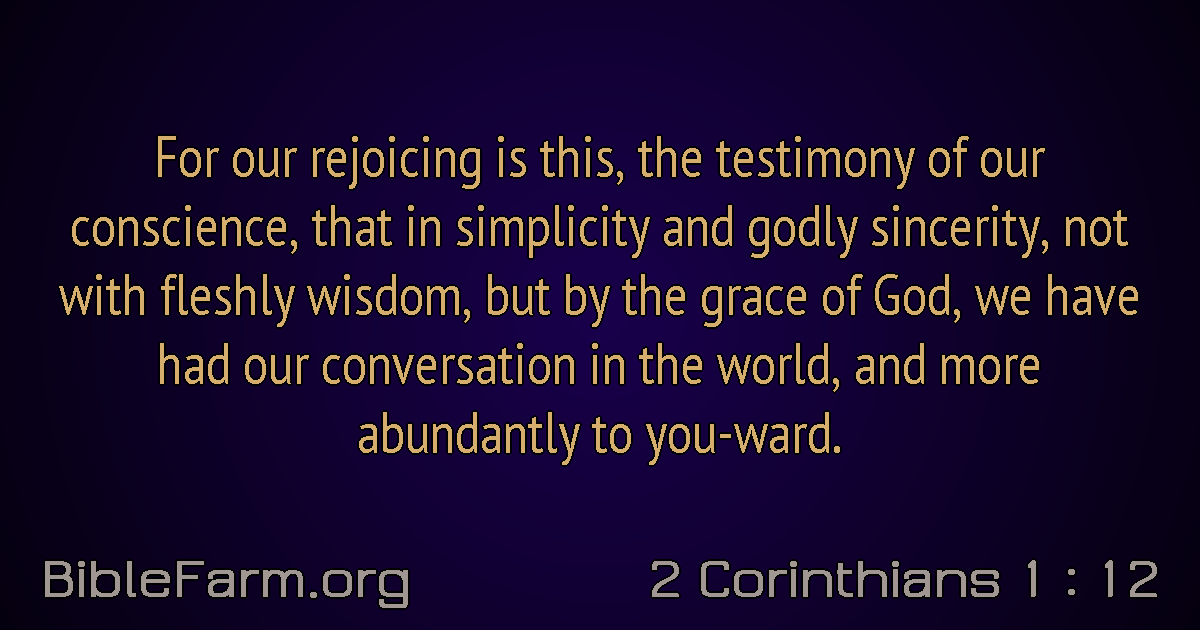 For our rejoicing is this, the testimony of our
conscience, that in simplicity and godly sincerity, not
with fleshly wisdom, but by the grace of God, we have
had our conversation in the world, and more
abundantly to you-ward.
BibleFarm.org
2 Corinthians 1 : 12